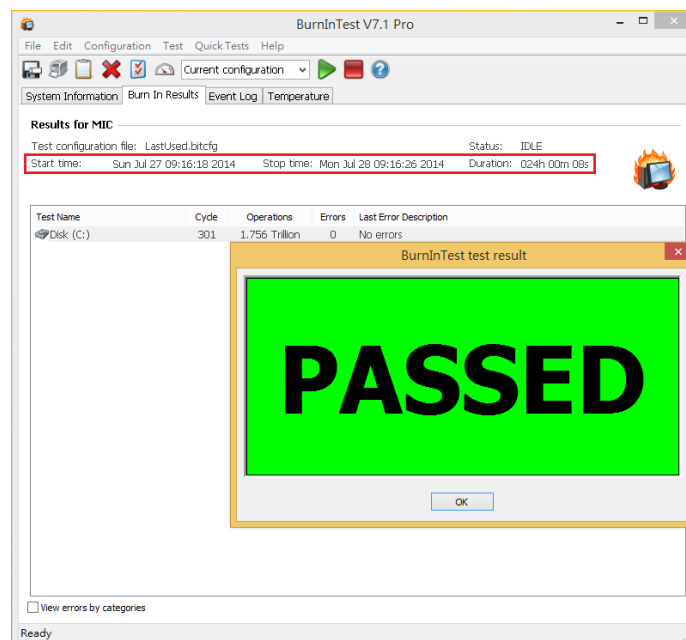 BurnInTest V7.1 Pro
File Edit Configuration Test Quick Tests Help
Current configuration
System Information Burn In Results Event Log Temperature
Results for MIC
Test configuration file: LastUsed.bitcfg Status: IDLE
Start time: Sun Jul 27 09:16:18 2014 Stop time: Mon Jul 28 09:16:26 2014 Duration: 024h 00m 08s
Test Name Cycle Operations Errors Last Error Description
Disk (C:) 301 1.756 Trillion 0 No errors
BurnInTest test result
PASSED
OK
View errors by categories
Ready